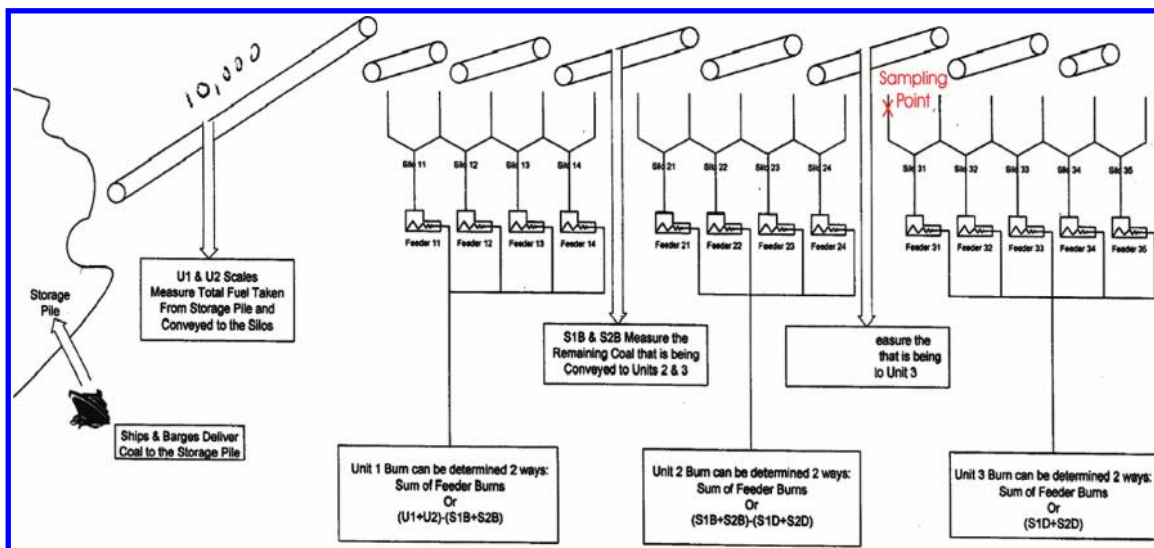 10,000
Sampling
Point
Silo 11
Silo 12
Silo 13
Silo 14
Silo 21
Silo 22
Silo 23
Silo 24
Silo 31
Silo 32
Silo 33
Silo 34
Silo 35
Feeder 11
Feeder 12
Feeder 13
Feeder 14
Feeder 21
Feeder 22
Feeder 23
Feeder 24
Feeder 31
Feeder 32
Feeder 33
Feeder 34
Feeder 35
Storage
Pile
U1 & U2 Scales
Measure Total Fuel Taken
From Storage Pile and
Conveyed to the Silos
S1B & S2B Measure the
Remaining Coal that is being
Conveyed to Units 2 & 3
easure the
that is being
to Unit 3
Ships & Barges Deliver
Coal to the Storage Pile
Unit 1 Burn can be determined 2 ways:
Sum of Feeder Burns
Or
(U1+U2)-(S1B+S2B)
Unit 2 Burn can be determined 2 ways:
Sum of Feeder Burns
Or
(S1B+S2B)-(S1D+S2D)
Unit 3 Burn can be determined 2 ways:
Sum of Feeder Burns
Or
(S1D+S2D)